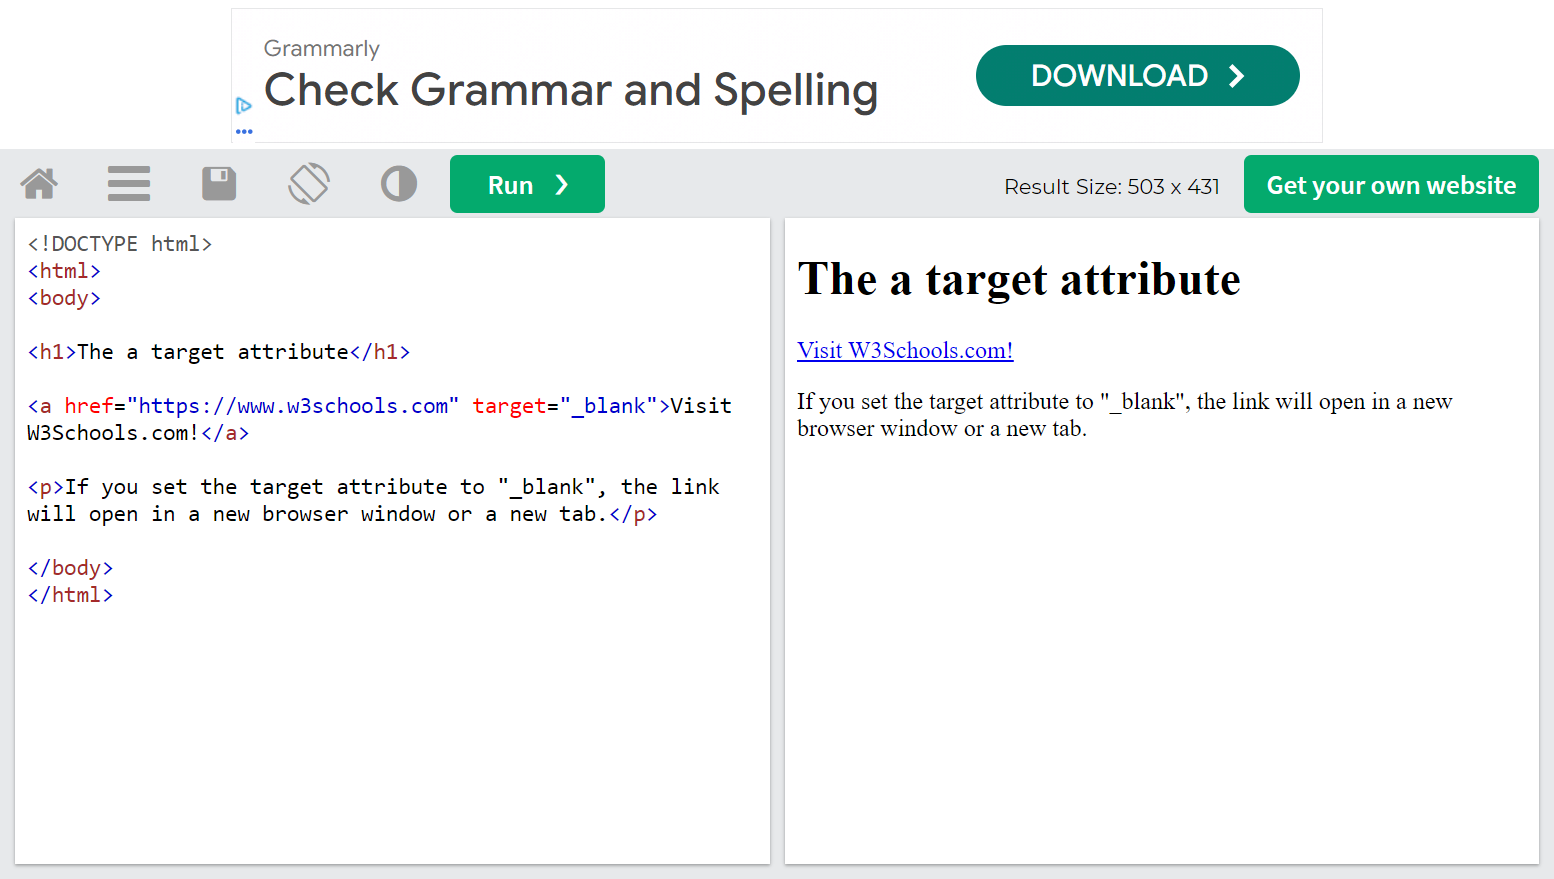 Grammarly
Check Grammar and Spelling
DOWNLOAD
Run
Result Size: 503 x 431
Get your own website
<!DOCTYPE html>
<html>
<body>
<h1>The a target attribute</h1>
<a href="https://www.w3schools.com" target="_blank">Visit
W3Schools.com!</a>
<p>If you set the target attribute to "_blank", the link
will open in a new browser window or a new tab.</p>
</body>
</html>
The a target attribute
Visit W3Schools.com!
If you set the target attribute to "_blank", the link will open in a new
browser window or a new tab.